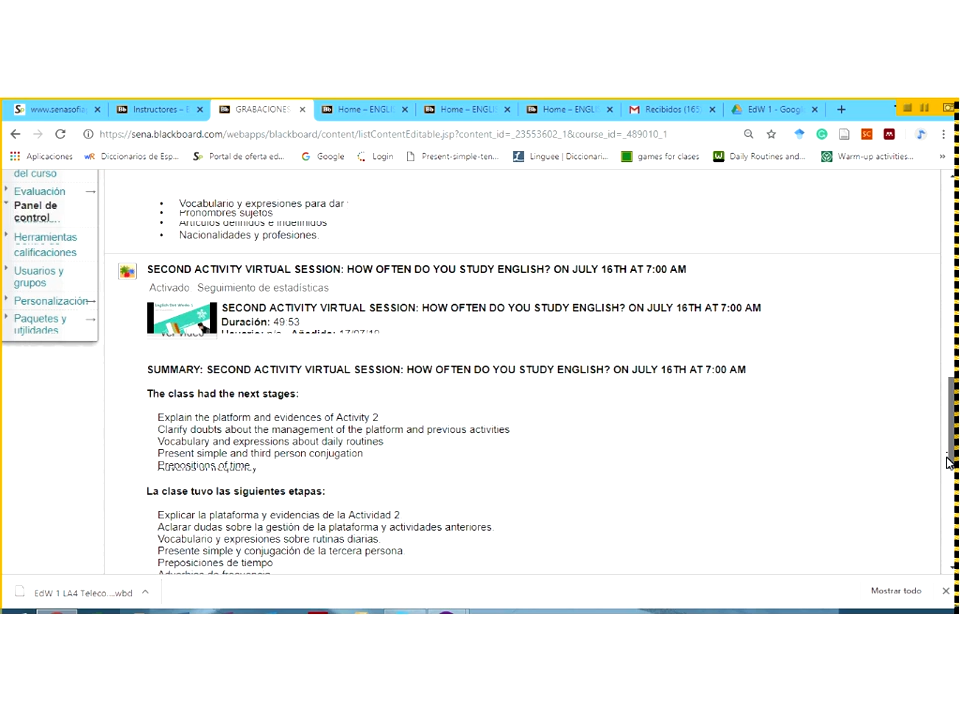 www.senasofia
Instructores – E
GRABACIONES
Home – ENGLI
Home – ENGLI
Home – ENGLI
Recibidos (165
EdW 1 - Goog
https://sena.blackboard.com/webapps/blackboard/content/listContentEditable.jsp?content_id=_23553602_1&course_id=_489010_1
Aplicaciones
Diccionarios de Esp...
Portal de oferta ed...
Google
Login
Present-simple-ten...
Linguee | Diccionari...
games for classes
Daily Routines and...
Warm-up activities...
del curso
Evaluación
Panel de
control
Herramientas
calificaciones
Usuarios y
grupos
Personalización
Paquetes y
utilidades
• Vocabulario y expresiones para dar
• Pronombres sujetos
• Artículos definidos e indefinidos
• Nacionalidades y profesiones.
SECOND ACTIVITY VIRTUAL SESSION: HOW OFTEN DO YOU STUDY ENGLISH? ON JULY 16TH AT 7:00 AM
Activado Seguimiento de estadísticas
SECOND ACTIVITY VIRTUAL SESSION: HOW OFTEN DO YOU STUDY ENGLISH? ON JULY 16TH AT 7:00 AM
Duración: 49:53
SUMMARY: SECOND ACTIVITY VIRTUAL SESSION: HOW OFTEN DO YOU STUDY ENGLISH? ON JULY 16TH AT 7:00 AM
The class had the next stages:
Explain the platform and evidences of Activity 2
Clarify doubts about the management of the platform and previous activities
Vocabulary and expressions about daily routines
Present simple and third person conjugation
Prepositions of time
La clase tuvo las siguientes etapas:
Explicar la plataforma y evidencias de la Actividad 2
Aclarar dudas sobre la gestión de la plataforma y actividades anteriores.
Vocabulario y expresiones sobre rutinas diarias.
Presente simple y conjugación de la tercera persona
Preposiciones de tiempo
Adverbios de frecuencia
EdW 1 LA4 Teleco....wbd
Mostrar todo